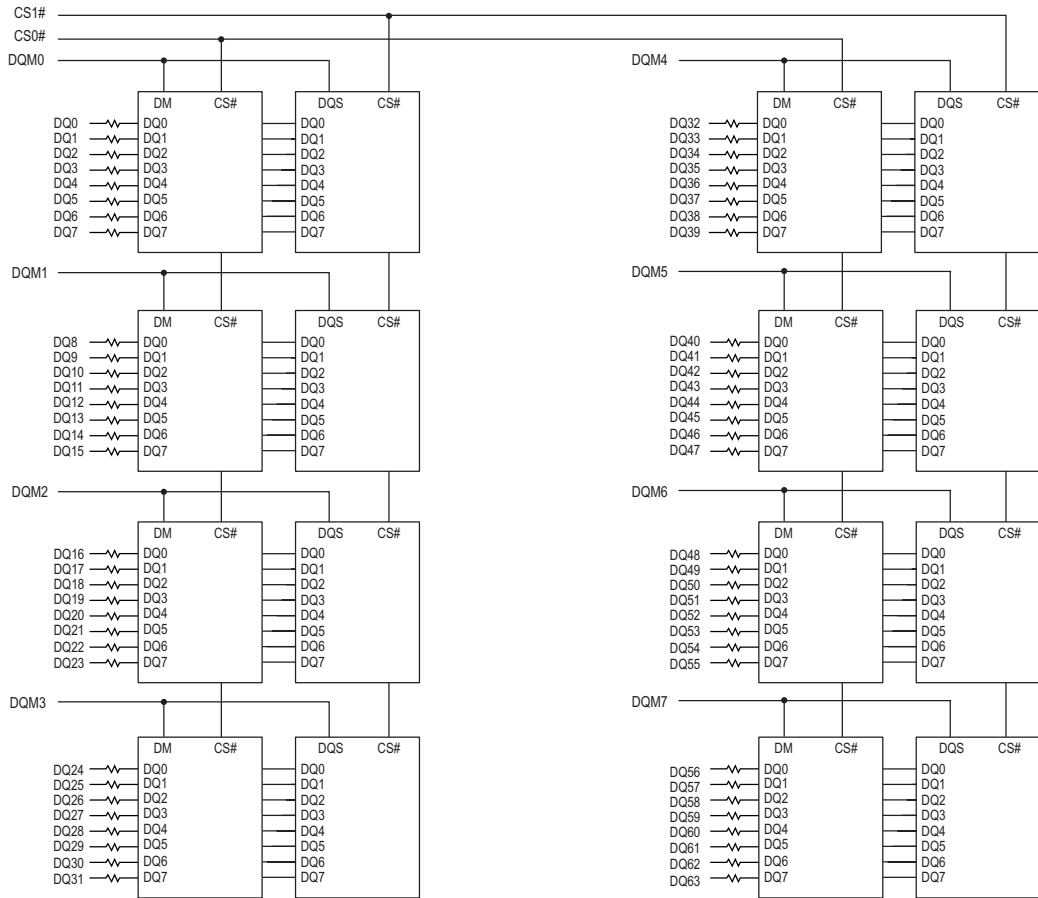 CS1#
CS0#
DQM0
DM CS# DQS CS#
DQ0 DQ0 DQ0
DQ1 DQ1 DQ1
DQ2 DQ2 DQ2
DQ3 DQ3 DQ3
DQ4 DQ4 DQ4
DQ5 DQ5 DQ5
DQ6 DQ6 DQ6
DQ7 DQ7 DQ7
DQM1
DM CS# DQS CS#
DQ8 DQ0 DQ0
DQ9 DQ1 DQ1
DQ10 DQ2 DQ2
DQ11 DQ3 DQ3
DQ12 DQ4 DQ4
DQ13 DQ5 DQ5
DQ14 DQ6 DQ6
DQ15 DQ7 DQ7
DQM2
DM CS# DQS CS#
DQ16 DQ0 DQ0
DQ17 DQ1 DQ1
DQ18 DQ2 DQ2
DQ19 DQ3 DQ3
DQ20 DQ4 DQ4
DQ21 DQ5 DQ5
DQ22 DQ6 DQ6
DQ23 DQ7 DQ7
DQM3
DM CS# DQS CS#
DQ24 DQ0 DQ0
DQ25 DQ1 DQ1
DQ26 DQ2 DQ2
DQ27 DQ3 DQ3
DQ28 DQ4 DQ4
DQ29 DQ5 DQ5
DQ30 DQ6 DQ6
DQ31 DQ7 DQ7
DQM4
DM CS# DQS CS#
DQ32 DQ0 DQ0
DQ33 DQ1 DQ1
DQ34 DQ2 DQ2
DQ35 DQ3 DQ3
DQ36 DQ4 DQ4
DQ37 DQ5 DQ5
DQ38 DQ6 DQ6
DQ39 DQ7 DQ7
DQM5
DM CS# DQS CS#
DQ40 DQ0 DQ0
DQ41 DQ1 DQ1
DQ42 DQ2 DQ2
DQ43 DQ3 DQ3
DQ44 DQ4 DQ4
DQ45 DQ5 DQ5
DQ46 DQ6 DQ6
DQ47 DQ7 DQ7
DQM6
DM CS# DQS CS#
DQ48 DQ0 DQ0
DQ49 DQ1 DQ1
DQ50 DQ2 DQ2
DQ51 DQ3 DQ3
DQ52 DQ4 DQ4
DQ53 DQ5 DQ5
DQ54 DQ6 DQ6
DQ55 DQ7 DQ7
DQM7
DM CS# DQS CS#
DQ56 DQ0 DQ0
DQ57 DQ1 DQ1
DQ58 DQ2 DQ2
DQ59 DQ3 DQ3
DQ60 DQ4 DQ4
DQ61 DQ5 DQ5
DQ62 DQ6 DQ6
DQ63 DQ7 DQ7